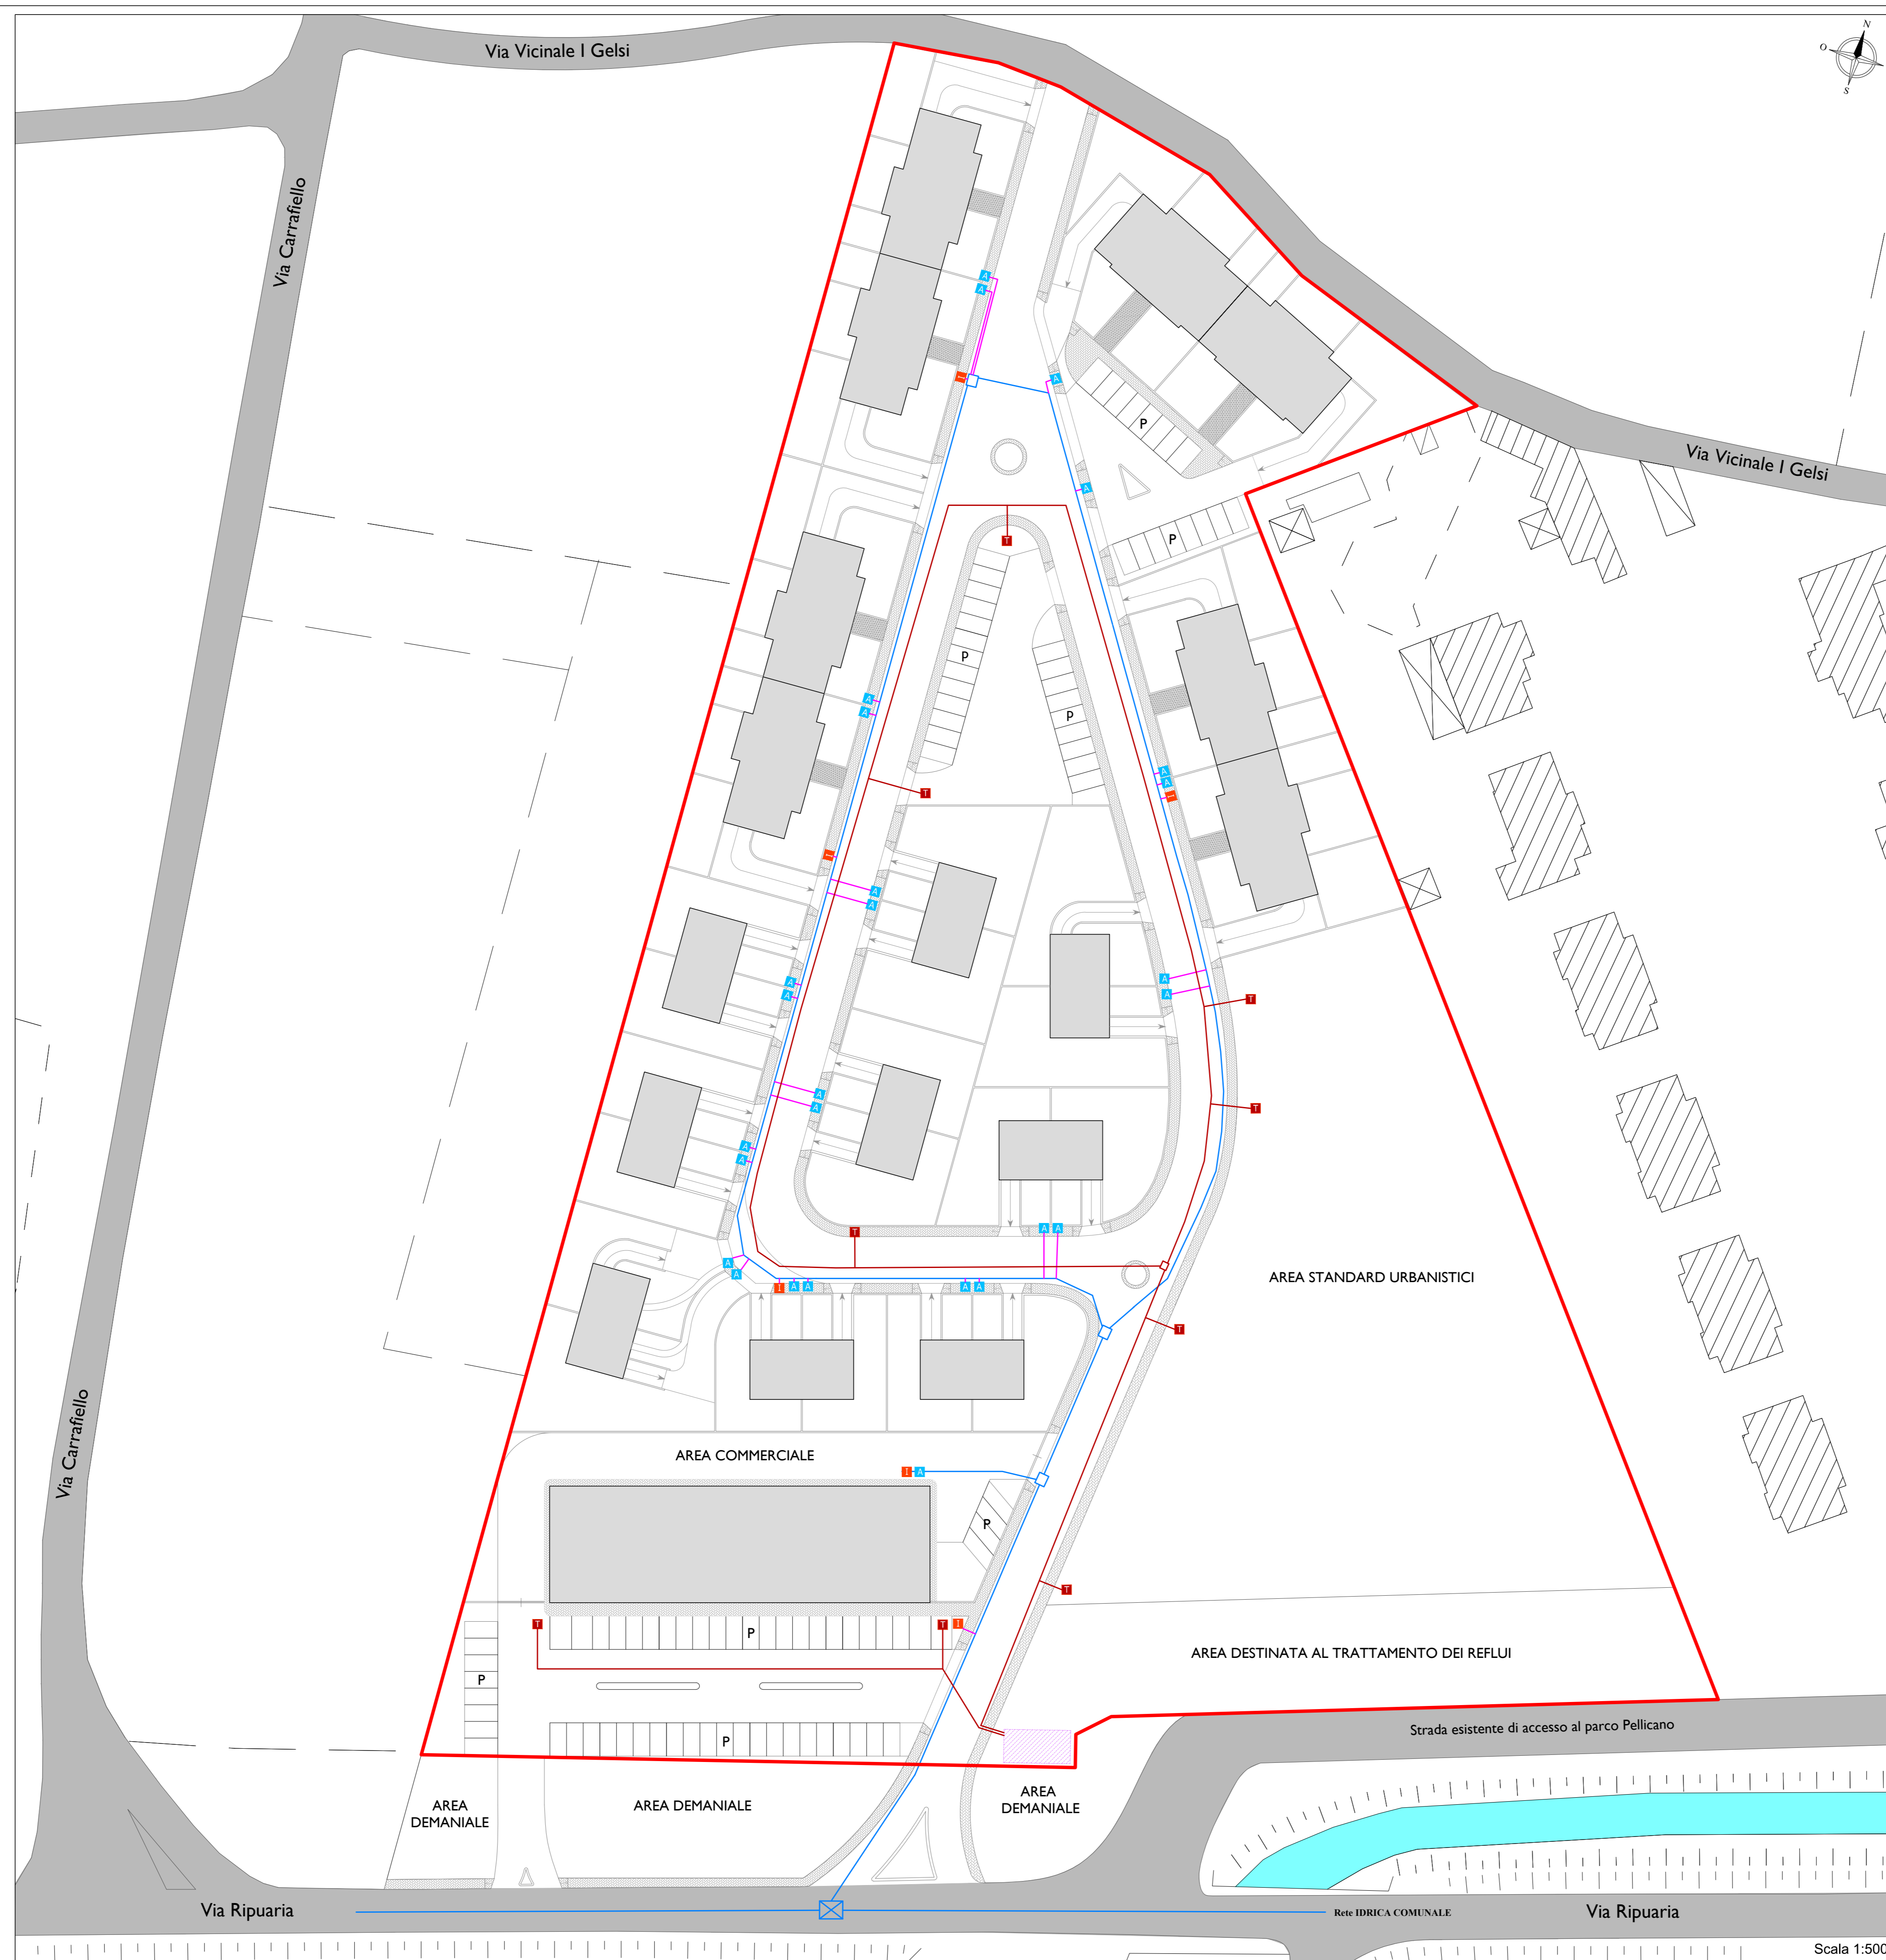 Via Vicinale I Gelsi
N
O
S
Via Carrafiello
A
A
I
A
P
Via Vicinale I Gelsi
A
P
T
P
A
A
P
A
A
I
T
I
A
A
A
A
A
A
T
A
A
T
A
A
T
A
A
A
A
AREA STANDARD URBANISTICI
I
A
A
A
A
T
Via Carrafiello
AREA COMMERCIALE
I
A
P
T
T
T
I
P
AREA DESTINATA AL TRATTAMENTO DEI REFLUI
P
P
Strada esistente di accesso al parco Pellicano
AREA
DEMANIALE
AREA DEMANIALE
AREA
DEMANIALE
Via Ripuaria
Rete IDRICA COMUNALE
Via Ripuaria
Scala 1:500